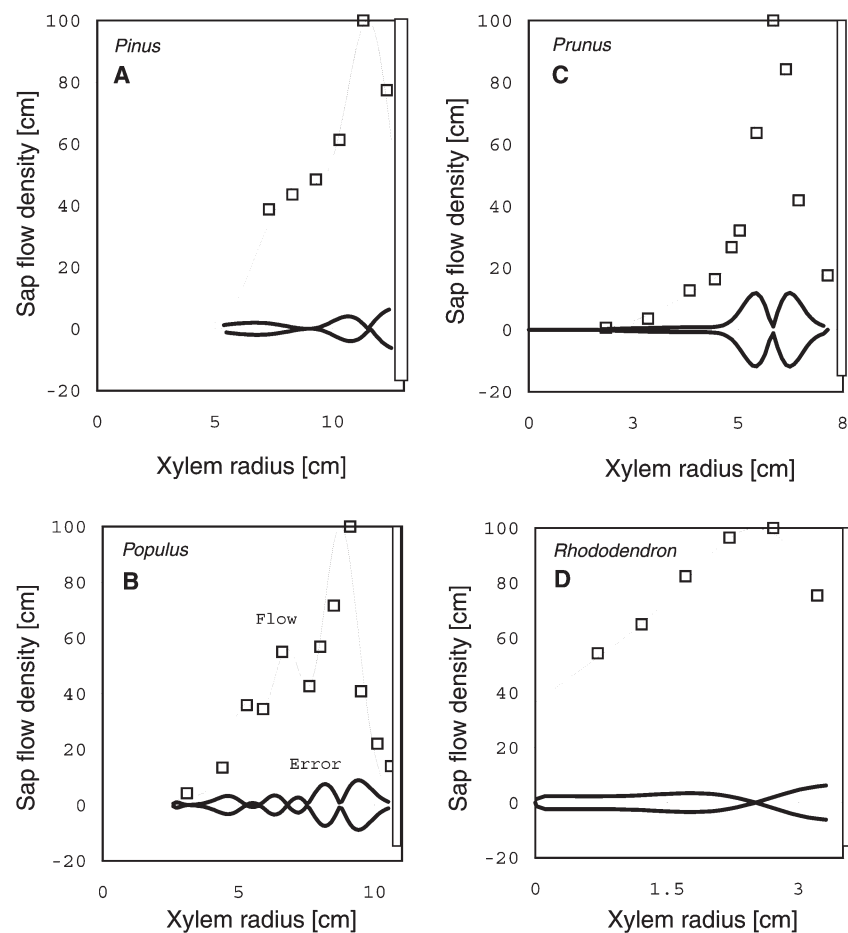 Pinus
A
Sap flow density [cm]
100
80
60
40
20
0
-20
0 5 10
Xylem radius [cm]
Prunus
C
Sap flow density [cm]
100
80
60
40
20
0
-20
0 3 5 8
Xylem radius [cm]
Populus
B
Flow
Error
Sap flow density [cm]
100
80
60
40
20
0
-20
0 5 10
Xylem radius [cm]
Rhododendron
D
Sap flow density [cm]
100
80
60
40
20
0
-20
0 1.5 3
Xylem radius [cm]